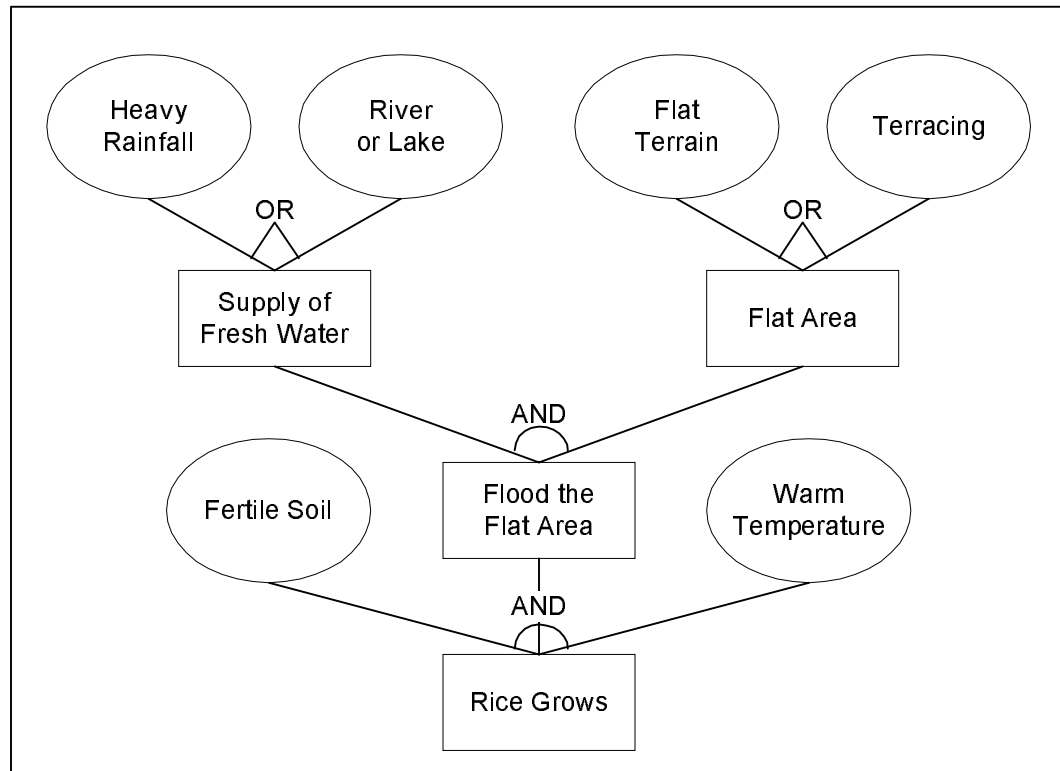 Heavy
Rainfall
River
or Lake
Flat
Terrain
Terracing
OR
OR
Supply of
Fresh Water
Flat Area
AND
Fertile Soil
Flood the
Flat Area
Warm
Temperature
AND
Rice Grows